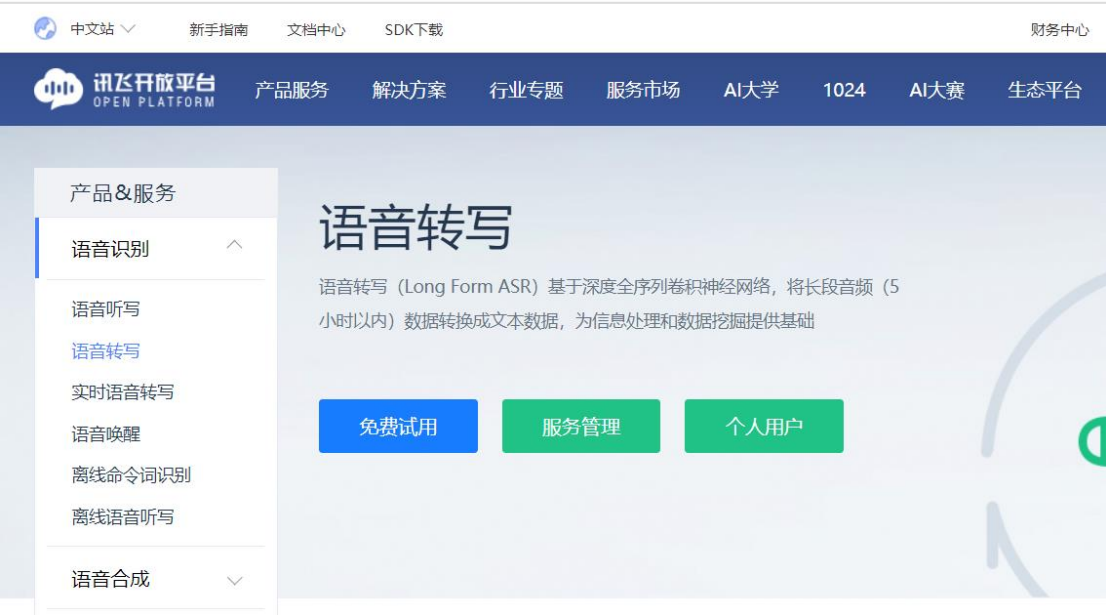 中文站 新手指南 文档中心 SDK下载 财务中心
讯飞开放平台
OPEN PLATFORM
产品服务 解决方案 行业专题 服务市场 AI大学 1024 AI大赛 生态平台
产品&服务
语音识别
语音听写
语音转写
实时语音转写
语音唤醒
离线命令词识别
离线语音听写
语音合成
语音转写
语音转写（Long Form ASR）基于深度全序列卷积神经网络，将长段音频（5
小时以内）数据转换成文本数据，为信息处理和数据挖掘提供基础
免费试用 服务管理 个人用户